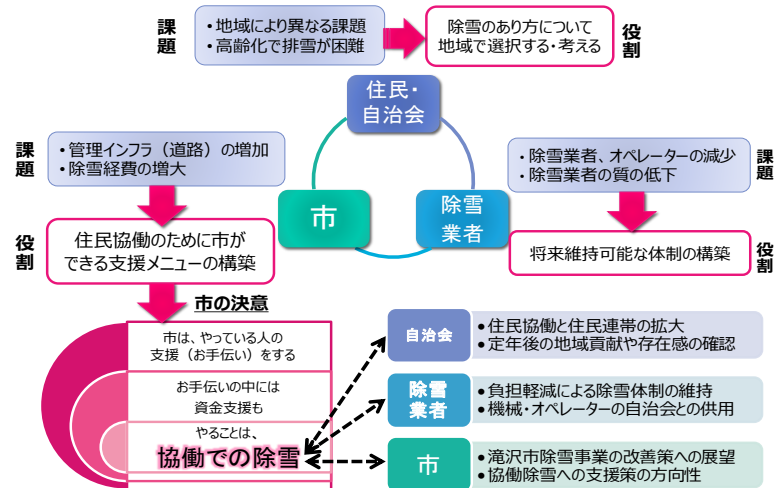 課
題
・地域により異なる課題
・高齢化で排雪が困難
除雪のあり方について
地域で選択する・考える
役
割
住民・
自治会
市
除雪
業者
課
題
・管理インフラ（道路）の増加
・除雪経費の増大
役
割
住民協働のために市が
できる支援メニューの構築
・除雪業者、オペレーターの減少
・除雪業者の質の低下
課
題
将来維持可能な体制の構築
役
割
市の決意
市は、やっている人の
支援（お手伝い）をする
お手伝いの中には
資金支援も
やることは、
協働での除雪
自治会
・住民協働と住民連帯の拡大
・定年後の地域貢献や存在感の確認
除雪
業者
・負担軽減による除雪体制の維持
・機械・オペレーターの自治会との供用
市
・滝沢市除雪事業の改善策への展望
・協働除雪への支援策の方向性